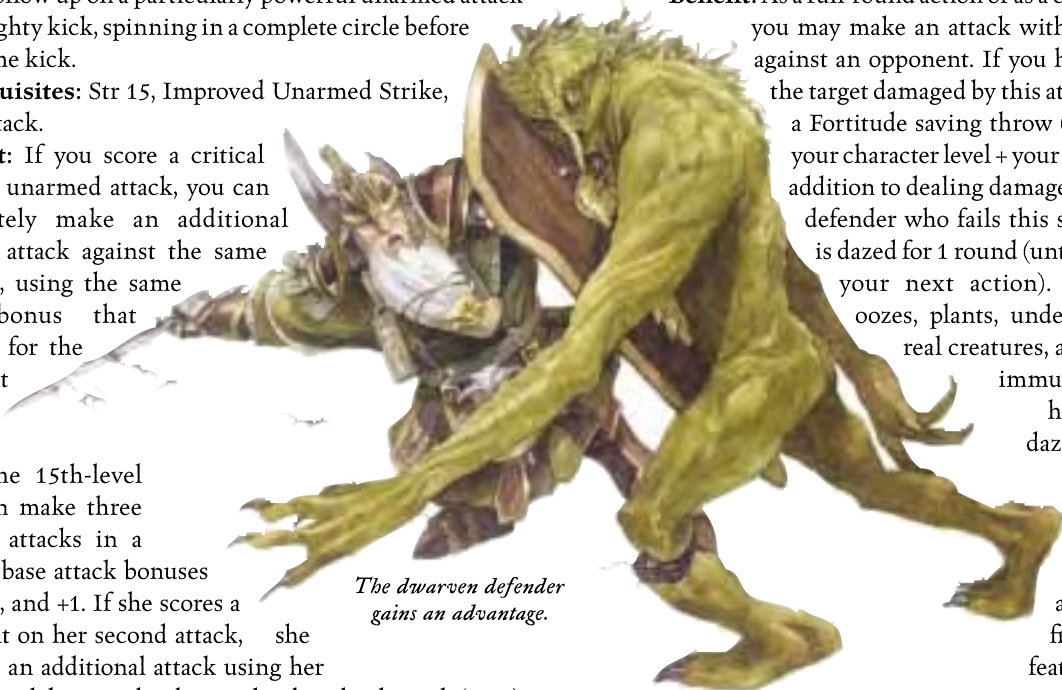 ghty kick, spinning in a complete circle before
ne kick.
uisites: Str 15, Improved Unarmed Strike,
tack.
t: If you score a critical
unarmed attack, you can
tely make an additional
attack against the same
, using the same
bonus that
for the
t
ne 15th-level
n make three
attacks in a
base attack bonuses
, and +1. If she scores a
t on her second attack, she
an additional attack using her
The dwarven defender
gains an advantage.
you may make an attack with
against an opponent. If you h
the target damaged by this at
a Fortitude saving throw (
your character level + your
addition to dealing damage
defender who fails this s
is dazed for 1 round (unt
your next action).
oozes, plants, unde
real creatures, a
immu
h
daz
a
fr
feat